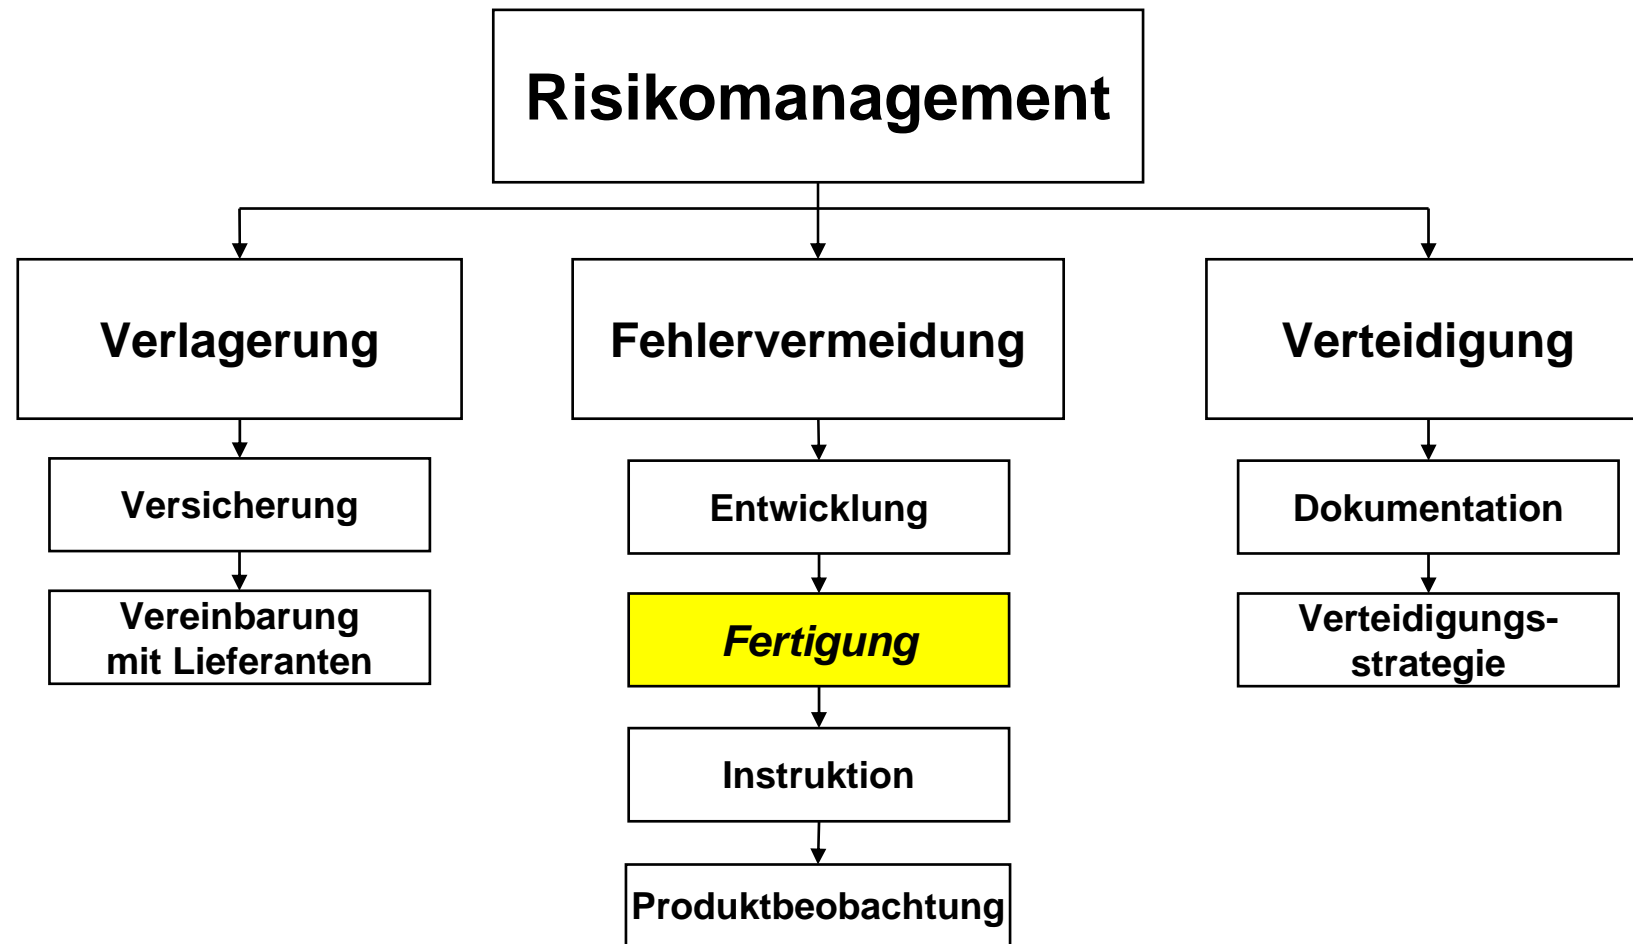 Risikomanagement
Verlagerung
Fehlervermeidung
Verteidigung
Versicherung
Entwicklung
Dokumentation
Vereinbarung
mit Lieferanten
Fertigung
Verteidigungs-
strategie
Instruktion
Produktbeobachtung